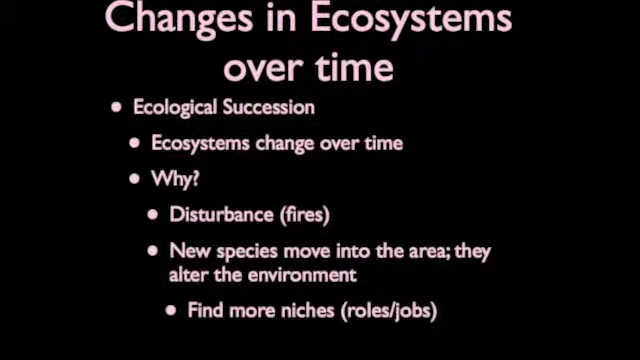 Changes in Ecosystems
over time
• Ecological Succession
• Ecosystems change over time
• Why?
• Disturbance (fires)
• New species move into the area; they
alter the environment
• Find more niches (roles/jobs)